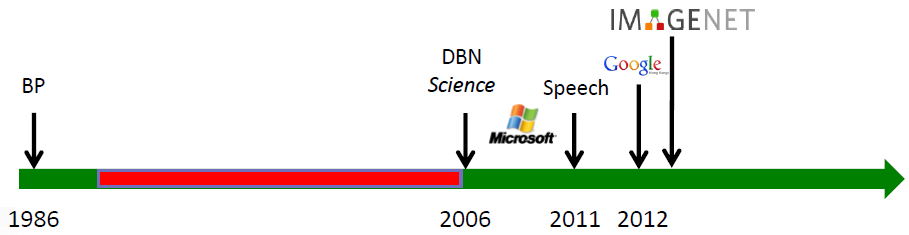 IMAGENET
DBN
Google
BP
Science
Speech
Microsoft
1986
2006
2011
2012